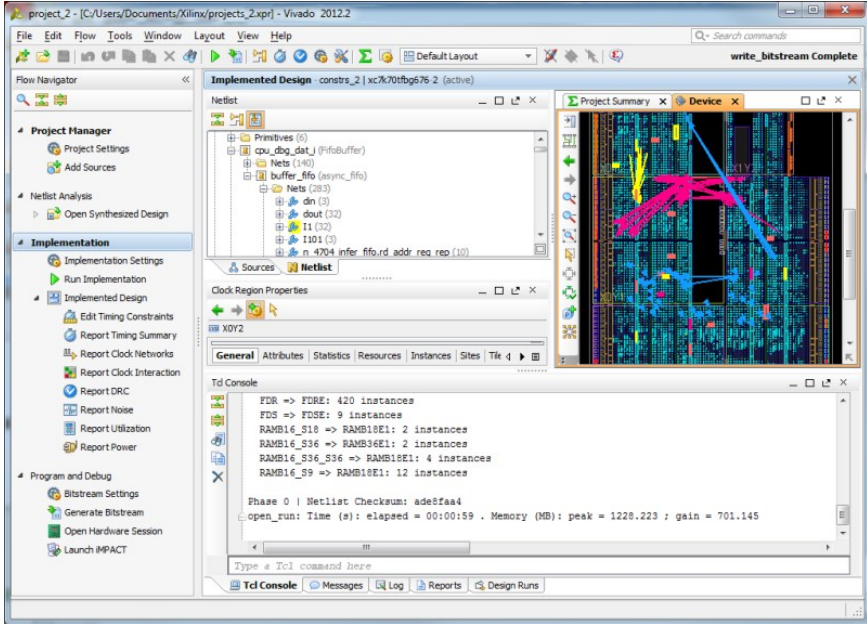 project_2 - [C:/Users/Documents/Xilinx/projects_2.xpr] - Vivado 2012.2
File Edit Flow Tools Window Layout View Help
Search commands
Default Layout
write_bitstream Complete
Flow Navigator
Project Manager
Project Settings
Add Sources
Netlist Analysis
Open Synthesized Design
Implementation
Implementation Settings
Run Implementation
Implemented Design
Edit Timing Constraints
Report Timing Summary
Report Clock Networks
Report Clock Interaction
Report DRC
Report Noise
Report Utilization
Report Power
Program and Debug
Bitstream Settings
Generate Bitstream
Open Hardware Session
Launch iMPACT
Implemented Design - constrs_2 | xc7k70tfbg676-2 (active)
Netlist
Primitives (6)
cpu_dbg_dat_i (FifoBuffer)
Nets (140)
buffer_fifo (async_fifo)
Nets (283)
din (3)
dout (32)
I1 (32)
I101 (3)
n_4704_infer_fifo.rd_addr_reg_rep (10)
Sources Netlist
Clock Region Properties
X0Y2
General Attributes Statistics Resources Instances Sites
Project Summary Device
X1Y
X0Y1
Tcl Console
FDR => FDRE: 420 instances
FDS => FDSE: 9 instances
RAMB16_S18 => RAMB18E1: 2 instances
RAMB16_S36 => RAMB36E1: 2 instances
RAMB16_S36_S36 => RAMB18E1: 4 instances
RAMB16_S9 => RAMB18E1: 12 instances
Phase 0 | Netlist Checksum: ade8faa4
open_run: Time (s): elapsed = 00:00:59 . Memory (MB): peak = 1228.223 ; gain = 701.145
Type a Tcl command here
Tcl Console Messages Log Reports Design Runs